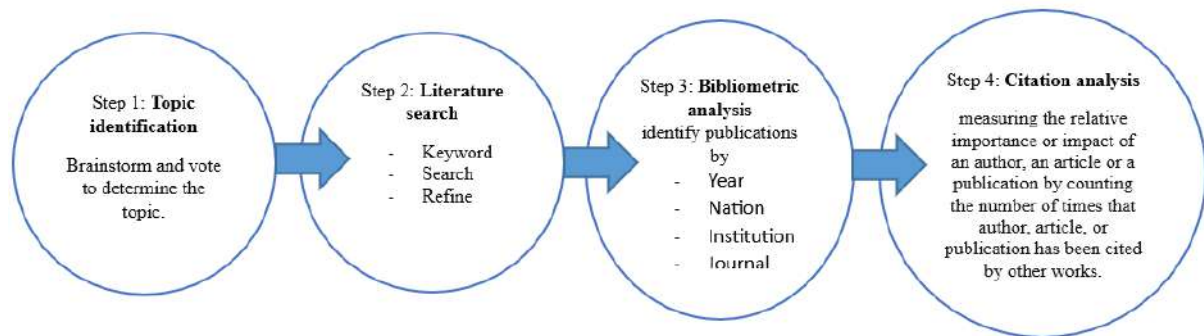 Step 1: Topic
identification
Brainstorm and vote
to determine the
topic.
Step 2: Literature
search
- Keyword
- Search
- Refine
Step 3: Bibliometric
analysis
identify publications
by
- Year
- Nation
- Institution
- Journal
Step 4: Citation analysis
measuring the relative
importance or impact of
an author, an article or a
publication by counting
the number of times that
author, article, or
publication has been cited
by other works.